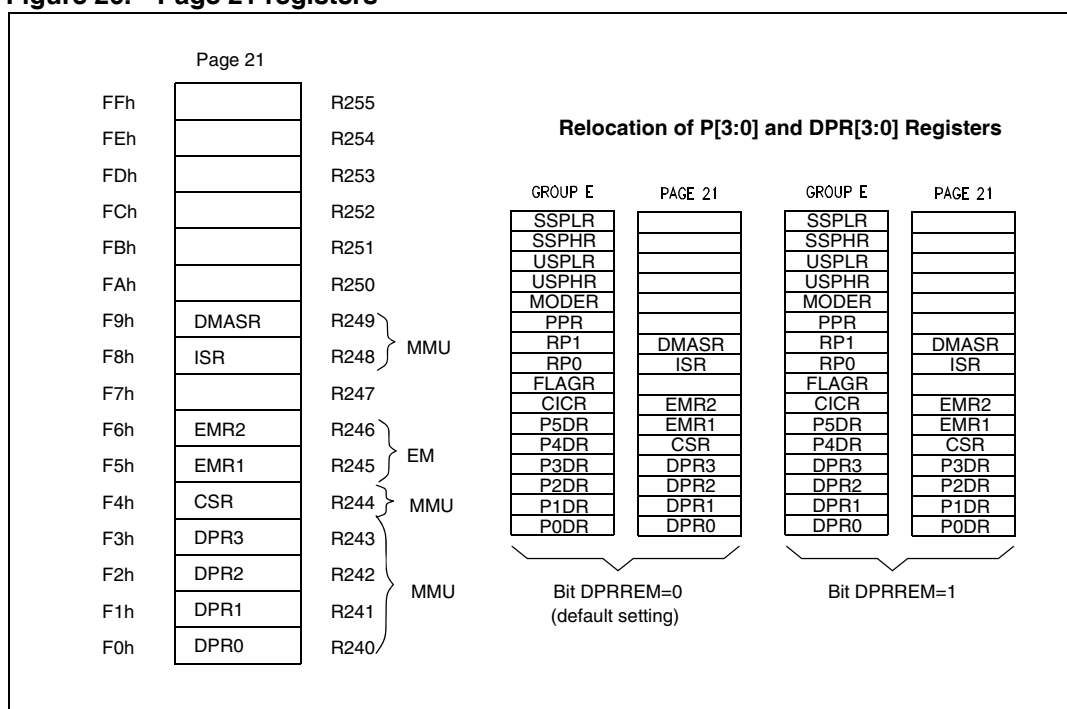 Figure 26. Page 21 registers
Page 21
FFh R255
FEh R254
FDh R253
FCh R252
FBh R251
FAh R250
F9h DMASR R249
F8h ISR R248
MMU
F7h R247
F6h EMR2 R246
F5h EMR1 R245
EM
F4h CSR R244 MMU
F3h DPR3 R243
F2h DPR2 R242
F1h DPR1 R241
F0h DPR0 R240
MMU
Relocation of P[3:0] and DPR[3:0] Registers
GROUP E PAGE 21 GROUP E PAGE 21
SSPLR SSPLR
SSPHR SSPHR
USPLR USPLR
USPHR USPHR
MODER MODER
PPR PPR
RP1 DMASR RP1 DMASR
RP0 ISR RP0 ISR
FLAGR FLAGR
CICR EMR2 CICR EMR2
P5DR EMR1 P5DR EMR1
P4DR CSR P4DR CSR
P3DR DPR3 DPR3 P3DR
P2DR DPR2 DPR2 P2DR
P1DR DPR1 DPR1 P1DR
P0DR DPR0 DPR0 P0DR
Bit DPRREM=0 Bit DPRREM=1
(default setting)